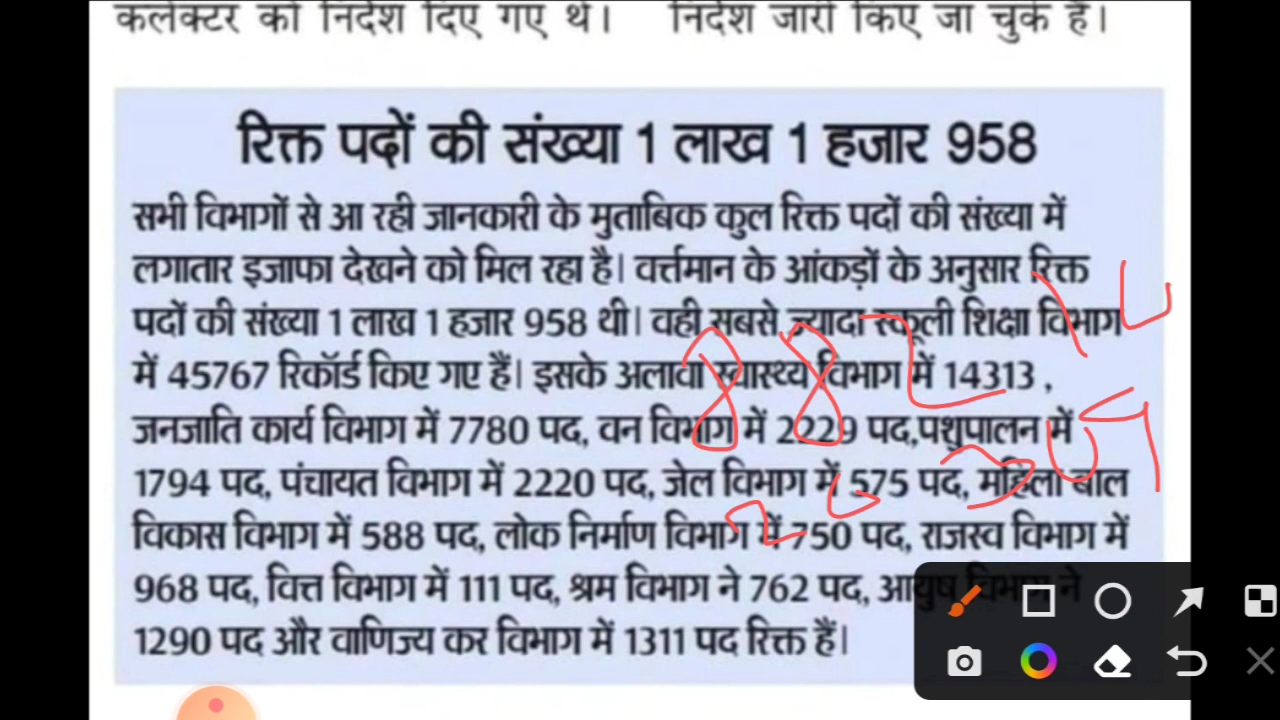 कलेक्टर को निर्देश दिए गए थे। निर्देश जारी किए जा चुके हैं।
रिक्त पदों की संख्या 1 लाख 1 हजार 958
सभी विभागों से आ रही जानकारी के मुताबिक कुल रिक्त पदों की संख्या में
लगातार इजाफा देखने को मिल रहा है। वर्त्तमान के आंकड़ों के अनुसार रिक्त
पदों की संख्या 1 लाख 1 हजार 958 थी। वही सबसे ज्यादा स्कूली शिक्षा विभाग
में 45767 रिकॉर्ड किए गए हैं। इसके अलावा स्वास्थ्य विभाग में 14313 ,
जनजाति कार्य विभाग में 7780 पद, वन विभाग में 2229 पद,पशुपालन में
1794 पद, पंचायत विभाग में 2220 पद, जेल विभाग में 575 पद, महिला बाल
विकास विभाग में 588 पद, लोक निर्माण विभाग में 750 पद, राजस्व विभाग में
968 पद, वित्त विभाग में 111 पद, श्रम विभाग ने 762 पद, आयुष विभाग ने
1290 पद और वाणिज्य कर विभाग में 1311 पद रिक्त हैं।